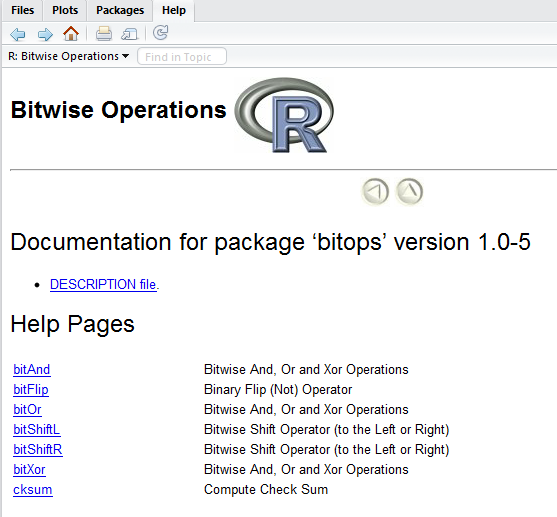 Files Plots Packages Help
R: Bitwise Operations Find in Topic
Bitwise Operations R
Documentation for package ‘bitops’ version 1.0-5
DESCRIPTION file.
Help Pages
bitAnd Bitwise And, Or and Xor Operations
bitFlip Binary Flip (Not) Operator
bitOr Bitwise And, Or and Xor Operations
bitShiftL Bitwise Shift Operator (to the Left or Right)
bitShiftR Bitwise Shift Operator (to the Left or Right)
bitXor Bitwise And, Or and Xor Operations
cksum Compute Check Sum